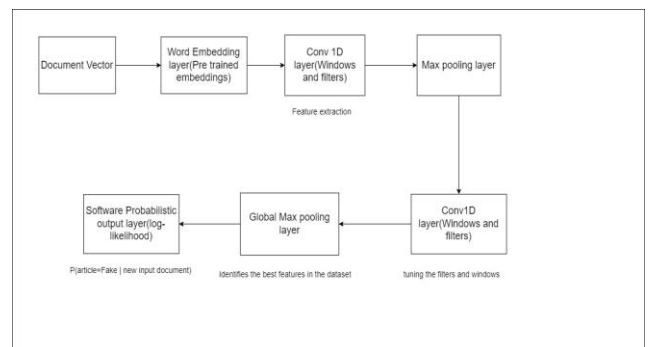 Document Vector
Word Embedding
layer(Pre trained
embeddings)
Conv 1D
layer(Windows
and filters)
Max pooling layer
Feature extraction
Software Probabilistic
output layer(log-
likelihood)
Global Max pooling
layer
Conv1D
layer(Windows and
filters)
P(article=Fake | new input document)
Identifies the best features in the dataset
tuning the filters and windows